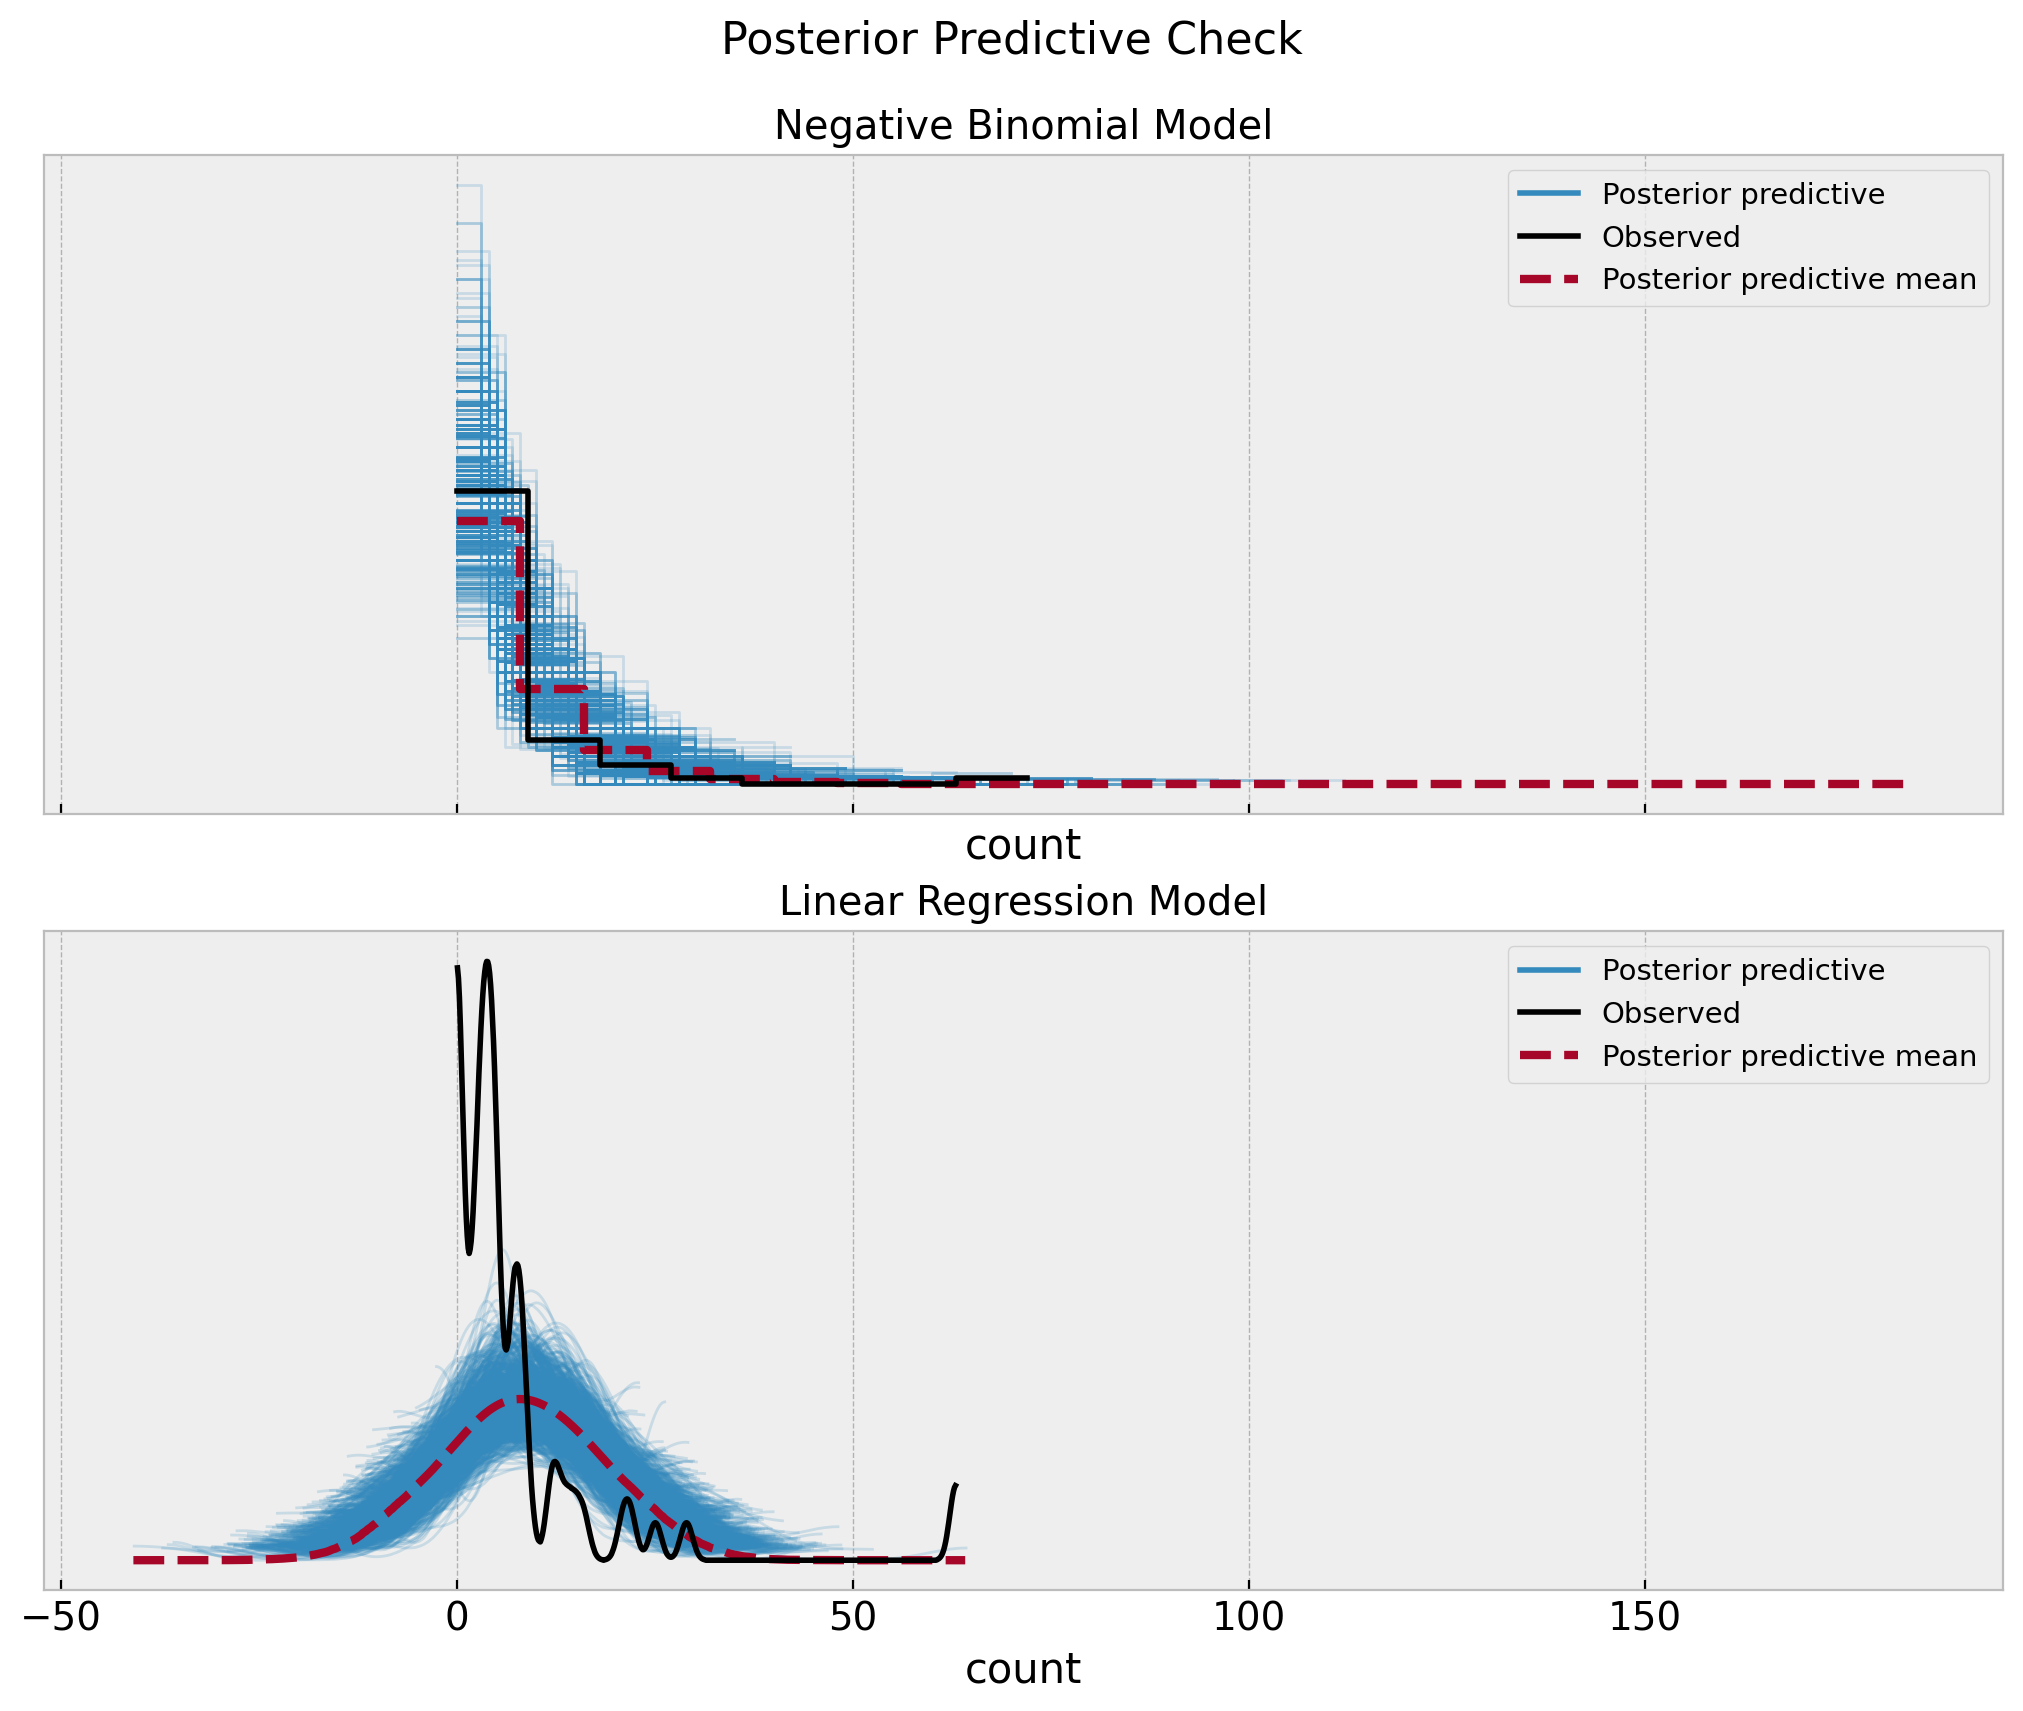 Posterior Predictive Check
Negative Binomial Model
Posterior predictive
Observed
Posterior predictive mean
count
Linear Regression Model
Posterior predictive
Observed
Posterior predictive mean
−50 0 50 100 150
count